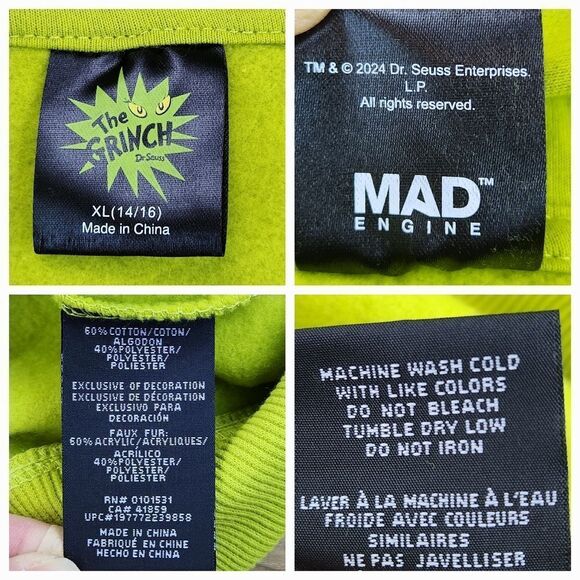 The
GRINCH
Dr. Seuss
XL(14/16)
Made in China
TM & © 2024 Dr. Seuss Enterprises.
L.P.
All rights reserved.
MAD™
ENGINE
60% COTTON/COTON/
ALGODON
40% POLYESTER/
POLYESTER/
POLIESTER
EXCLUSIVE OF DECORATION
EXCLUSIVE DE DECORATION
EXCLUSIVO PARA
DECORACIÓN
FAUX FUR:
60% ACRYLIC/ACRYLIQUES/
ACRÍLICO
40% POLYESTER/
POLYESTER/
POLIESTER
RN# 0101531
CA# 41859
UPC#197772239858
MADE IN CHINA
FABRIQUÉ EN CHINE
HECHO EN CHINA
MACHINE WASH COLD
WITH LIKE COLORS
DO NOT BLEACH
TUMBLE DRY LOW
DO NOT IRON
LAVER À LA MACHINE À L'EAU
FROIDE AVEC COULEURS
SIMILAIRES
NE PAS JAVELLISER